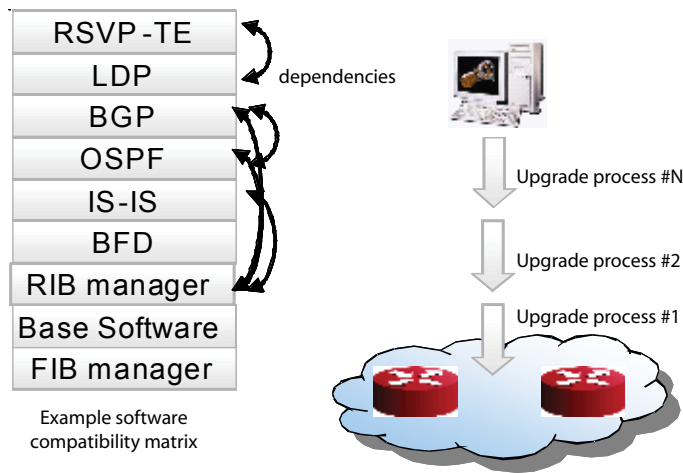 RSVP-TE
LDP
BGP
OSPF
IS-IS
BFD
RIB manager
Base Software
FIB manager
Example software
compatibility matrix
dependencies
Upgrade process #N
Upgrade process #2
Upgrade process #1